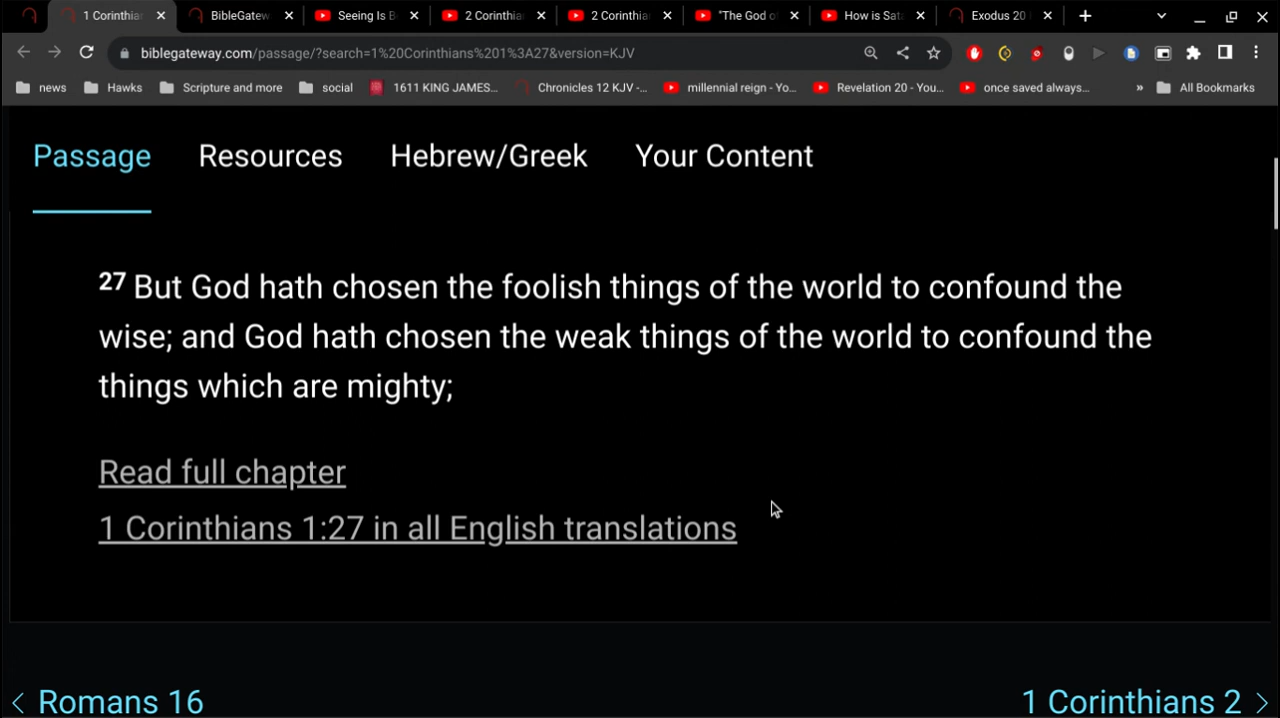 1 Corinthia
BibleGatew
Seeing Is B
2 Corinthia
2 Corinthia
"The God o
How is Sata
Exodus 20
biblegateway.com/passage/?search=1%20Corinthians%201%3A27&version=KJV
news
Hawks
Scripture and more
social
1611 KING JAMES...
Chronicles 12 KJV -...
millennial reign - Yo...
Revelation 20 - You...
once saved always...
»
All Bookmarks
Passage
Resources
Hebrew/Greek
Your Content
27 But God hath chosen the foolish things of the world to confound the
wise; and God hath chosen the weak things of the world to confound the
things which are mighty;
Read full chapter
1 Corinthians 1:27 in all English translations
Romans 16
1 Corinthians 2